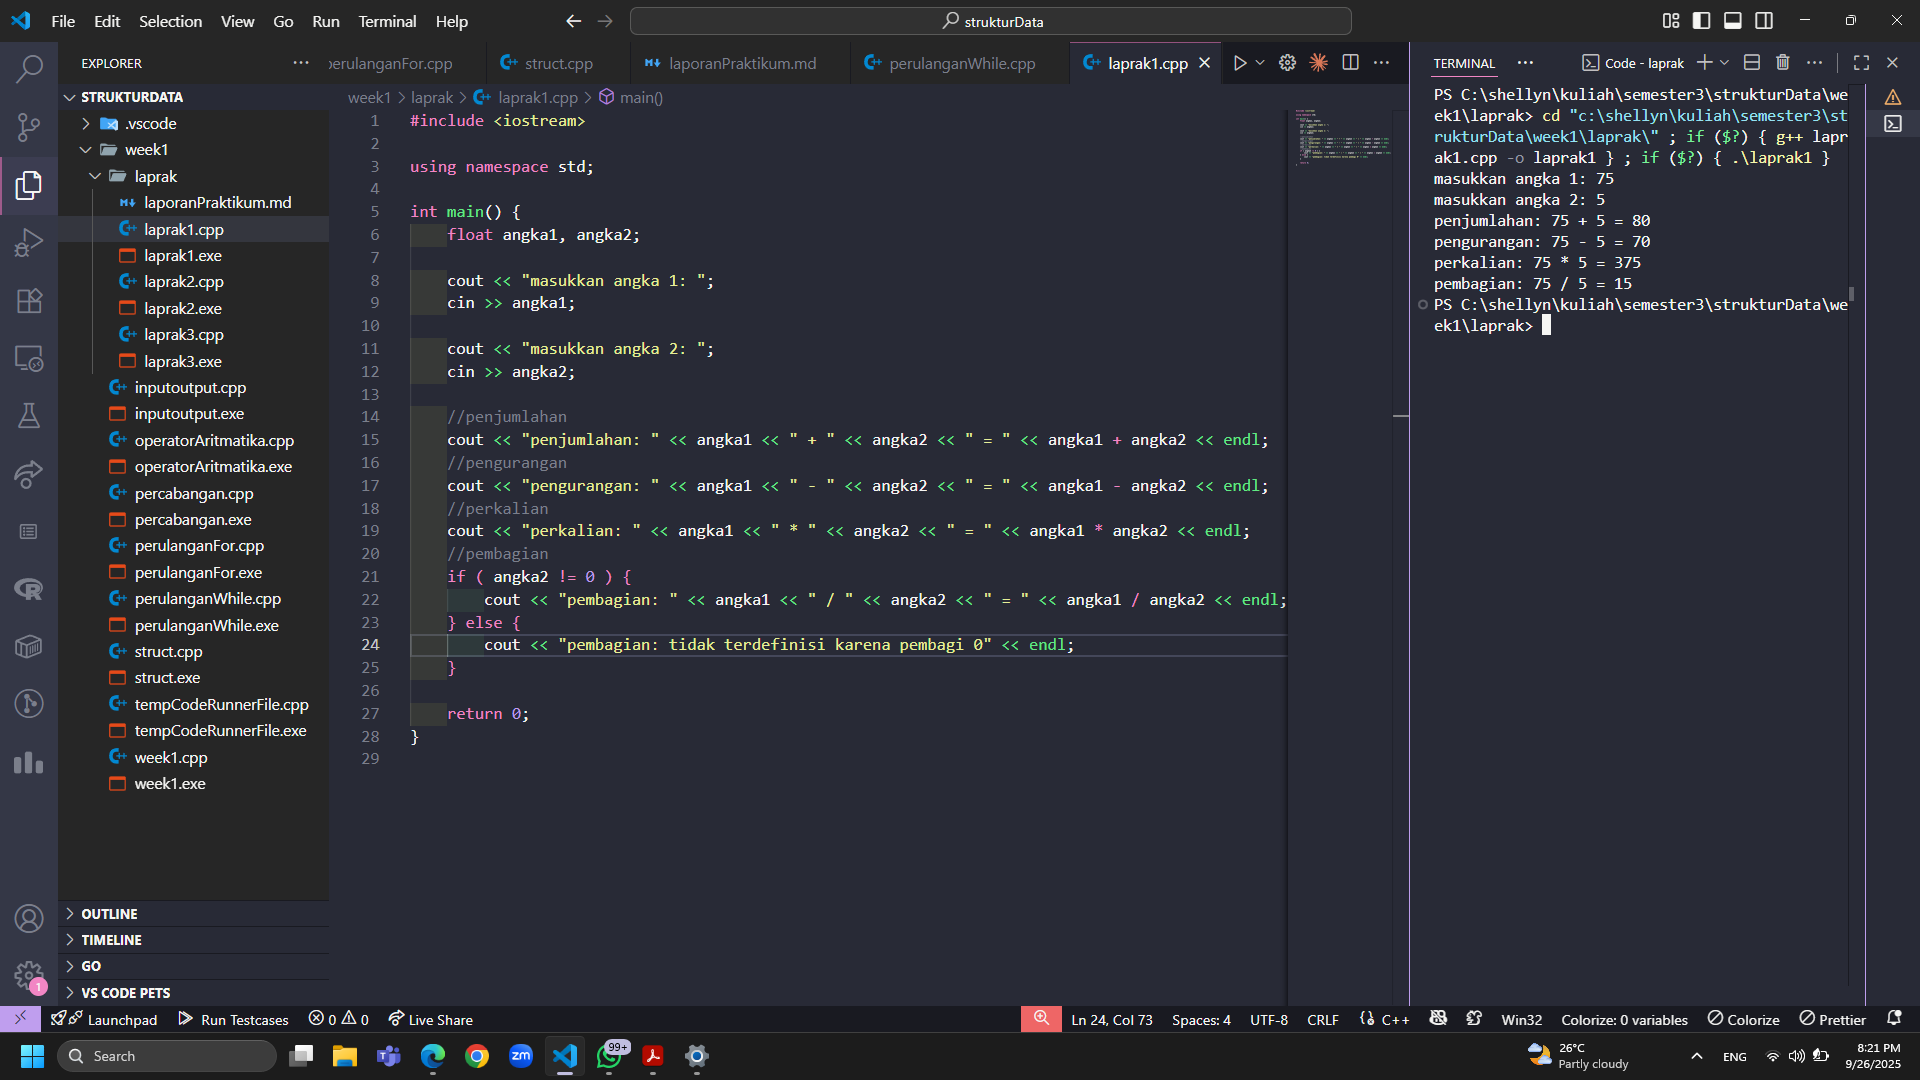 File Edit Selection View Go Run Terminal Help
strukturData
EXPLORER
STRUKTURDATA
.vscode
week1
laprak
laporanPraktikum.md
laprak1.cpp
laprak1.exe
laprak2.cpp
laprak2.exe
laprak3.cpp
laprak3.exe
inputoutput.cpp
inputoutput.exe
operatorAritmatika.cpp
operatorAritmatika.exe
percabangan.cpp
percabangan.exe
perulanganFor.cpp
perulanganFor.exe
perulanganWhile.cpp
perulanganWhile.exe
struct.cpp
struct.exe
tempCodeRunnerFile.cpp
tempCodeRunnerFile.exe
week1.cpp
week1.exe
OUTLINE
TIMELINE
GO
VS CODE PETS
perulanganFor.cpp struct.cpp laporanPraktikum.md perulanganWhile.cpp laprak1.cpp
week1 > laprak > laprak1.cpp > main()
1 #include <iostream>
2
3 using namespace std;
4
5 int main() {
6 float angka1, angka2;
7
8 cout << "masukkan angka 1: ";
9 cin >> angka1;
10
11 cout << "masukkan angka 2: ";
12 cin >> angka2;
13
14 //penjumlahan
15 cout << "penjumlahan: " << angka1 << " + " << angka2 << " = " << angka1 + angka2 << endl;
16 //pengurangan
17 cout << "pengurangan: " << angka1 << " - " << angka2 << " = " << angka1 - angka2 << endl;
18 //perkalian
19 cout << "perkalian: " << angka1 << " * " << angka2 << " = " << angka1 * angka2 << endl;
20 //pembagian
21 if ( angka2 != 0 ) {
22 cout << "pembagian: " << angka1 << " / " << angka2 << " = " << angka1 / angka2 << endl;
23 } else {
24 cout << "pembagian: tidak terdefinisi karena pembagi 0" << endl;
25 }
26
27 return 0;
28 }
29
TERMINAL
Code - laprak
PS C:\shellyn\kuliah\semester3\strukturData\we
ek1\laprak> cd "c:\shellyn\kuliah\semester3\st
rukturData\week1\laprak\" ; if ($?) { g++ lapr
ak1.cpp -o laprak1 } ; if ($?) { .\laprak1 }
masukkan angka 1: 75
masukkan angka 2: 5
penjumlahan: 75 + 5 = 80
pengurangan: 75 - 5 = 70
perkalian: 75 * 5 = 375
pembagian: 75 / 5 = 15
PS C:\shellyn\kuliah\semester3\strukturData\we
ek1\laprak>
1
Launchpad Run Testcases 0 0 Live Share
Ln 24, Col 73 Spaces: 4 UTF-8 CRLF {} C++ Win32 Colorize: 0 variables Colorize Prettier
Search
zm
99+
26°C
Partly cloudy
ENG
8:21 PM
9/26/2025